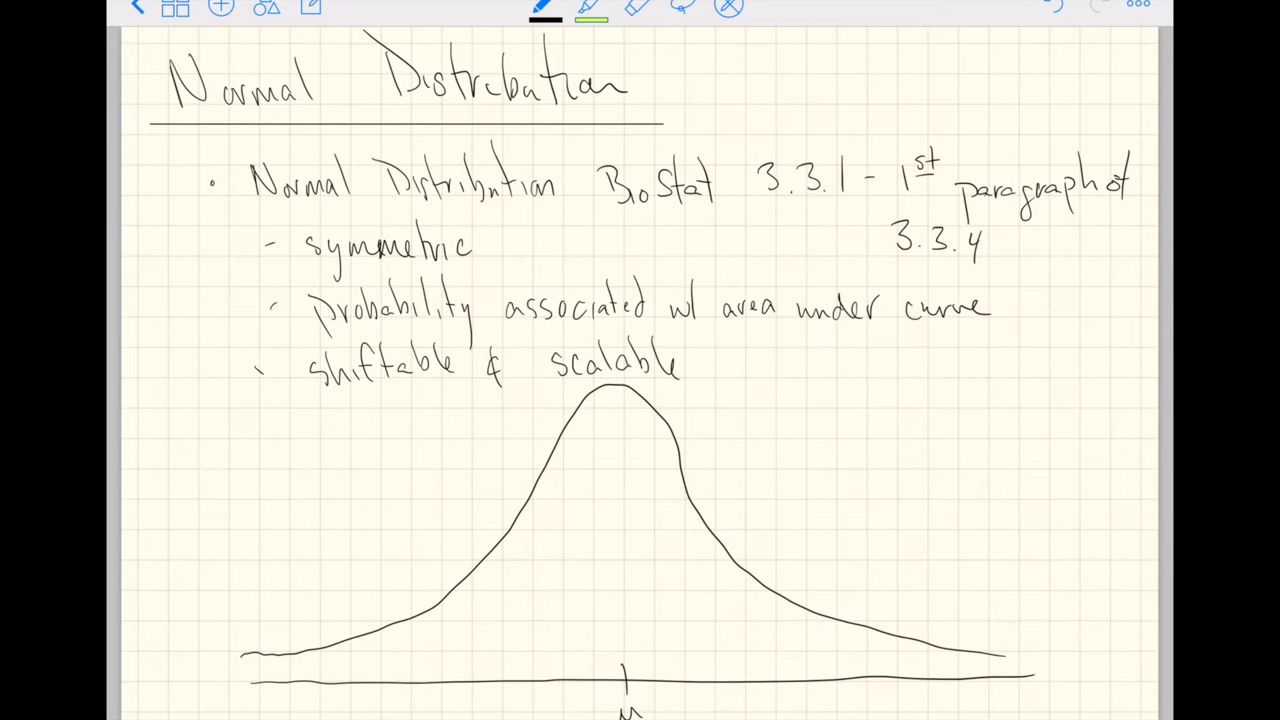 Normal Distribution
• Normal Distribution BioStat 3.3.1 - 1st paragraph of
3.3.4
- symmetric
- probability associated w/ area under curve
- shiftable & scalable
μ